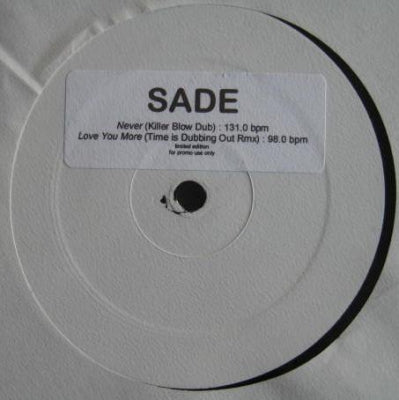 SADE
Never (Killer Blow Dub) : 131.0 bpm
Love You More (Time is Dubbing Out Rmx) : 98.0 bpm
limited edition
for promo use only